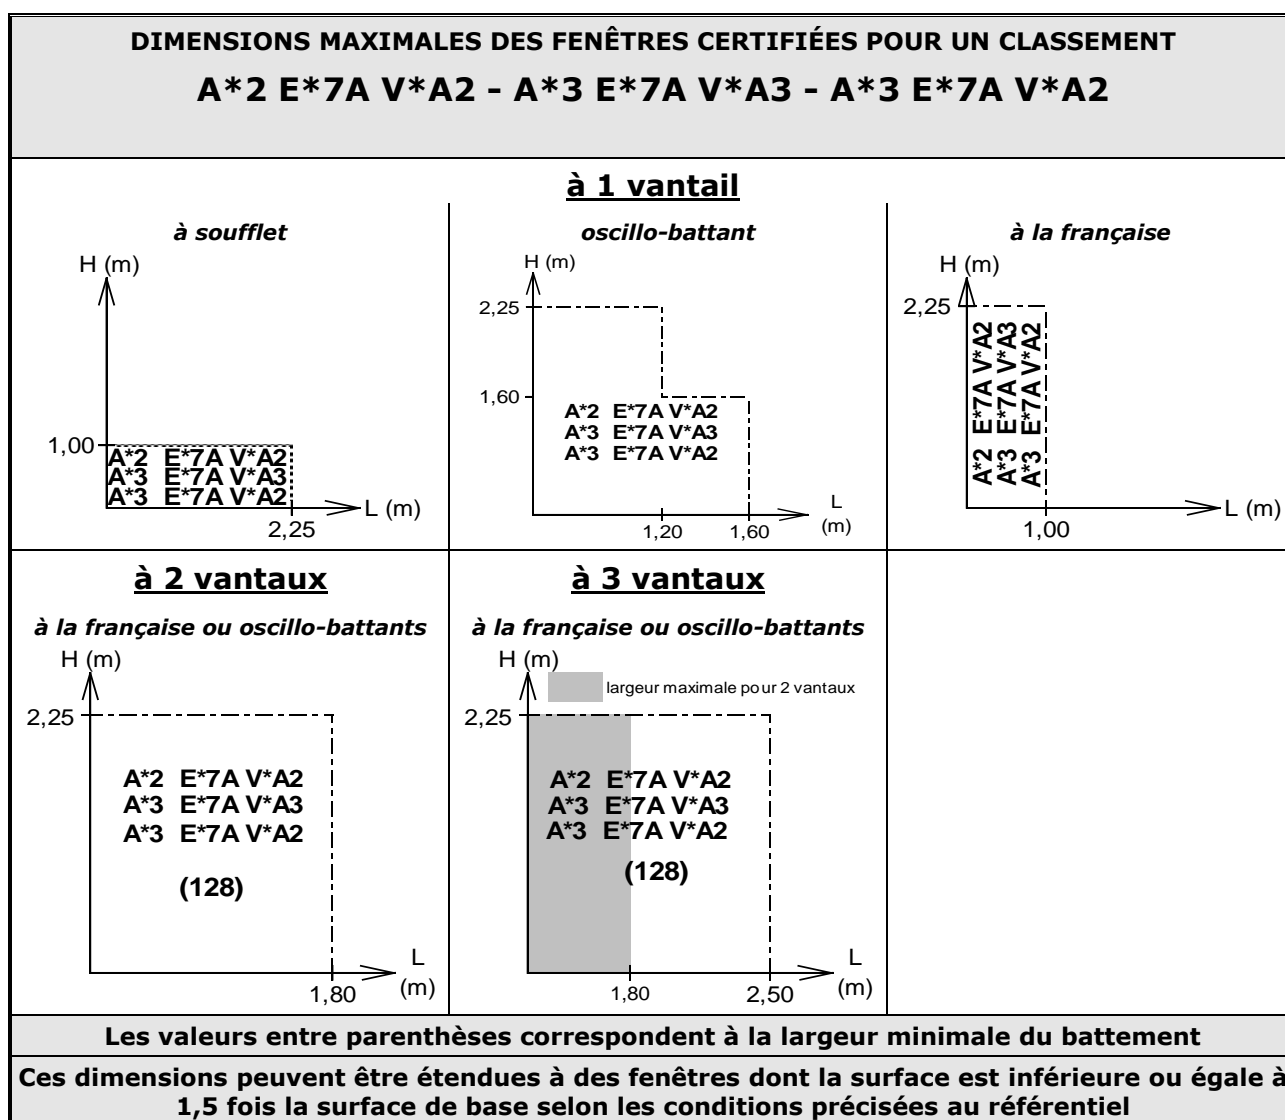 DIMENSIONS MAXIMALES DES FENÊTRES CERTIFIÉES POUR UN CLASSEMENT
A*2 E*7A V*A2 - A*3 E*7A V*A3 - A*3 E*7A V*A2
à 1 vantail
à soufflet
H (m)
1,00
A*2 E*7A V*A2
A*3 E*7A V*A3
A*3 E*7A V*A2
L (m)
2,25
oscillo-battant
H (m)
2,25
1,60
A*2 E*7A V*A2
A*3 E*7A V*A3
A*3 E*7A V*A2
L
(m)
1,20 1,60
à la française
H (m)
2,25
A*2 E*7A V*A2
A*3 E*7A V*A3
A*3 E*7A V*A2
L (m)
1,00
à 2 vantaux
à la française ou oscillo-battants
H (m)
2,25
A*2 E*7A V*A2
A*3 E*7A V*A3
A*3 E*7A V*A2
(128)
L
(m)
1,80
à 3 vantaux
à la française ou oscillo-battants
H (m)
largeur maximale pour 2 vantaux
2,25
A*2 E*7A V*A2
A*3 E*7A V*A3
A*3 E*7A V*A2
(128)
L
(m)
1,80 2,50
Les valeurs entre parenthèses correspondent à la largeur minimale du battement
Ces dimensions peuvent être étendues à des fenêtres dont la surface est inférieure ou égale à
1,5 fois la surface de base selon les conditions précisées au référentiel